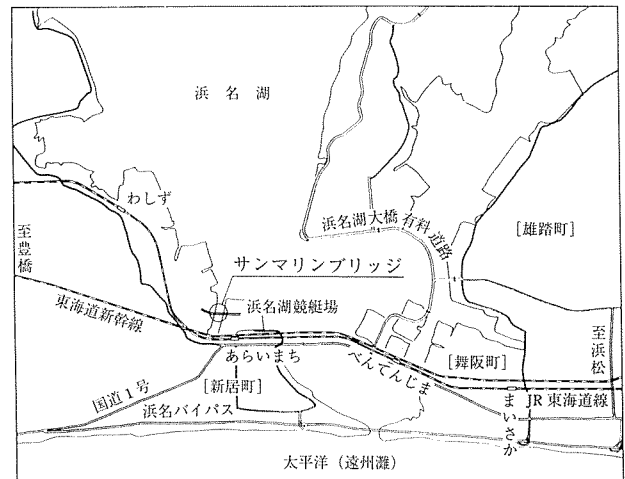 浜名湖
わしず
浜名湖大橋有料道路
[雄踏町]
至豊橋
サンマリンブリッジ
東海道新幹線
浜名湖競艇場
至浜松
あらいまち
べんてんじま
[舞阪町]
国道1号
[新居町]
まいさか
JR東海道線
浜名バイパス
太平洋（遠州灘）